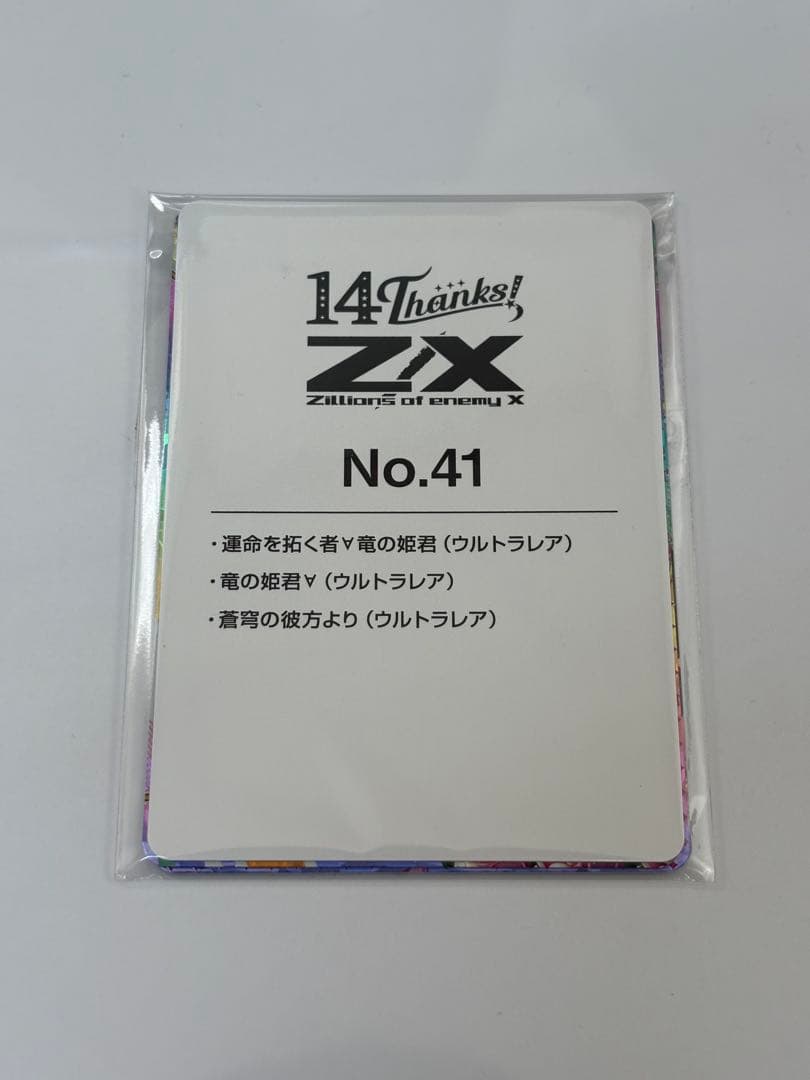 14 Thanks!
Z/X
Zillions of enemy X
No.41
・運命を拓く者∀竜の姫君（ウルトラレア）
・竜の姫君∀（ウルトラレア）
・蒼穹の彼方より（ウルトラレア）